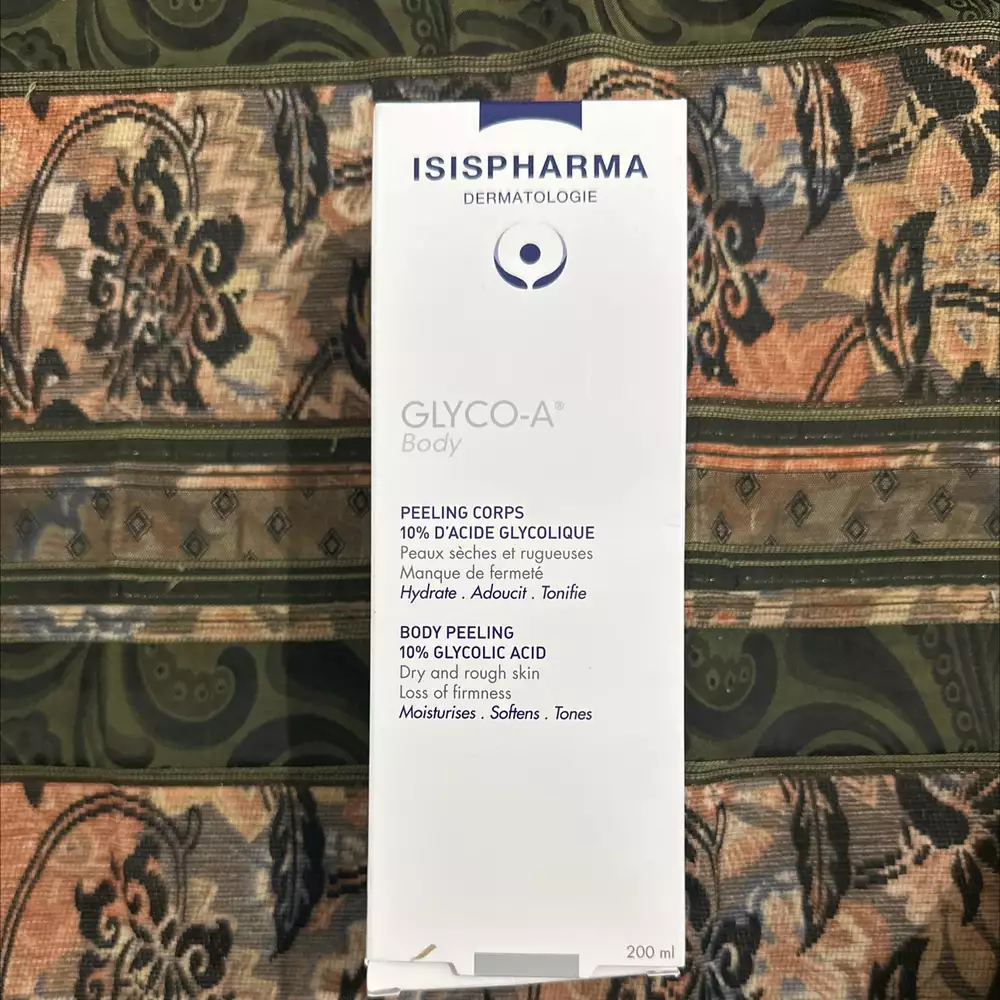 ISISPHARMA
DERMATOLOGIE
GLYCO-A®
Body
PEELING CORPS
10% D'ACIDE GLYCOLIQUE
Peaux sèches et rugueuses
Manque de fermeté
Hydrate . Adoucit . Tonifie
BODY PEELING
10% GLYCOLIC ACID
Dry and rough skin
Loss of firmness
Moisturises . Softens . Tones
200 ml